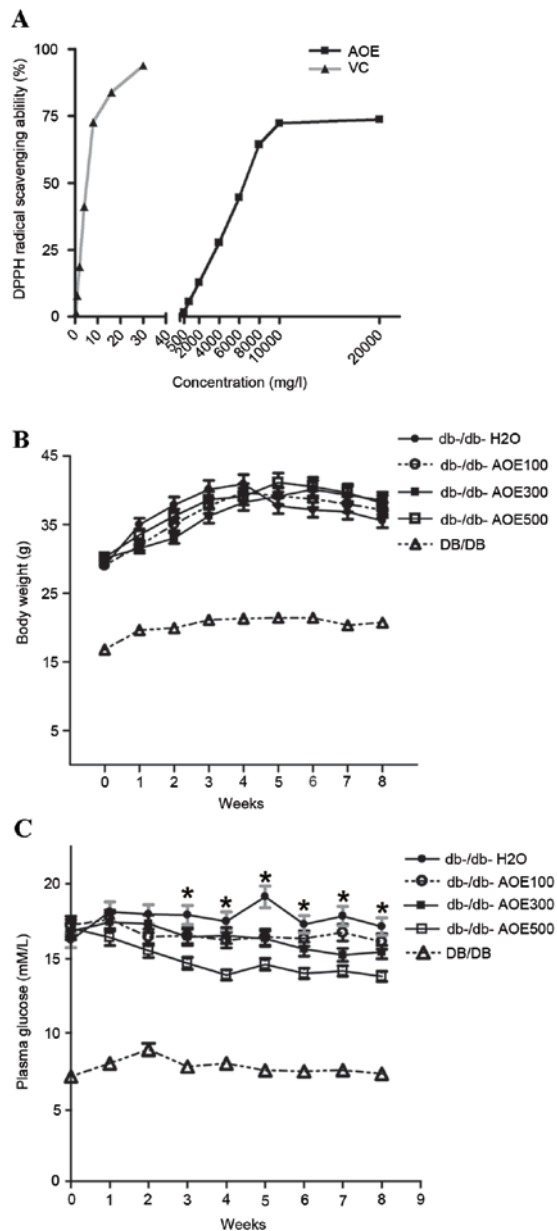 A
DPPH radical scavenging ablility (%)
100
75
50
25
0
AOE
VC
0
10
20
30
40
500
2000
4000
6000
8000
10000
20000
Concentration (mg/l)
B
Body weight (g)
45
35
25
15
5
db-/db- H2O
db-/db- AOE100
db-/db- AOE300
db-/db- AOE500
DB/DB
0 1 2 3 4 5 6 7 8
Weeks
C
Plasma glucose (mM/L)
20
15
10
5
0
* * * * * *
db-/db- H2O
db-/db- AOE100
db-/db- AOE300
db-/db- AOE500
DB/DB
0 1 2 3 4 5 6 7 8 9
Weeks